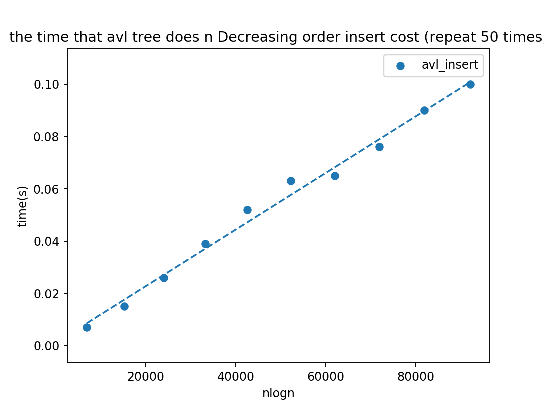 the time that avl tree does n Decreasing order insert cost (repeat 50 times
avl_insert
0.10
0.08
0.06
0.04
0.02
0.00
time(s)
20000 40000 60000 80000
nlogn